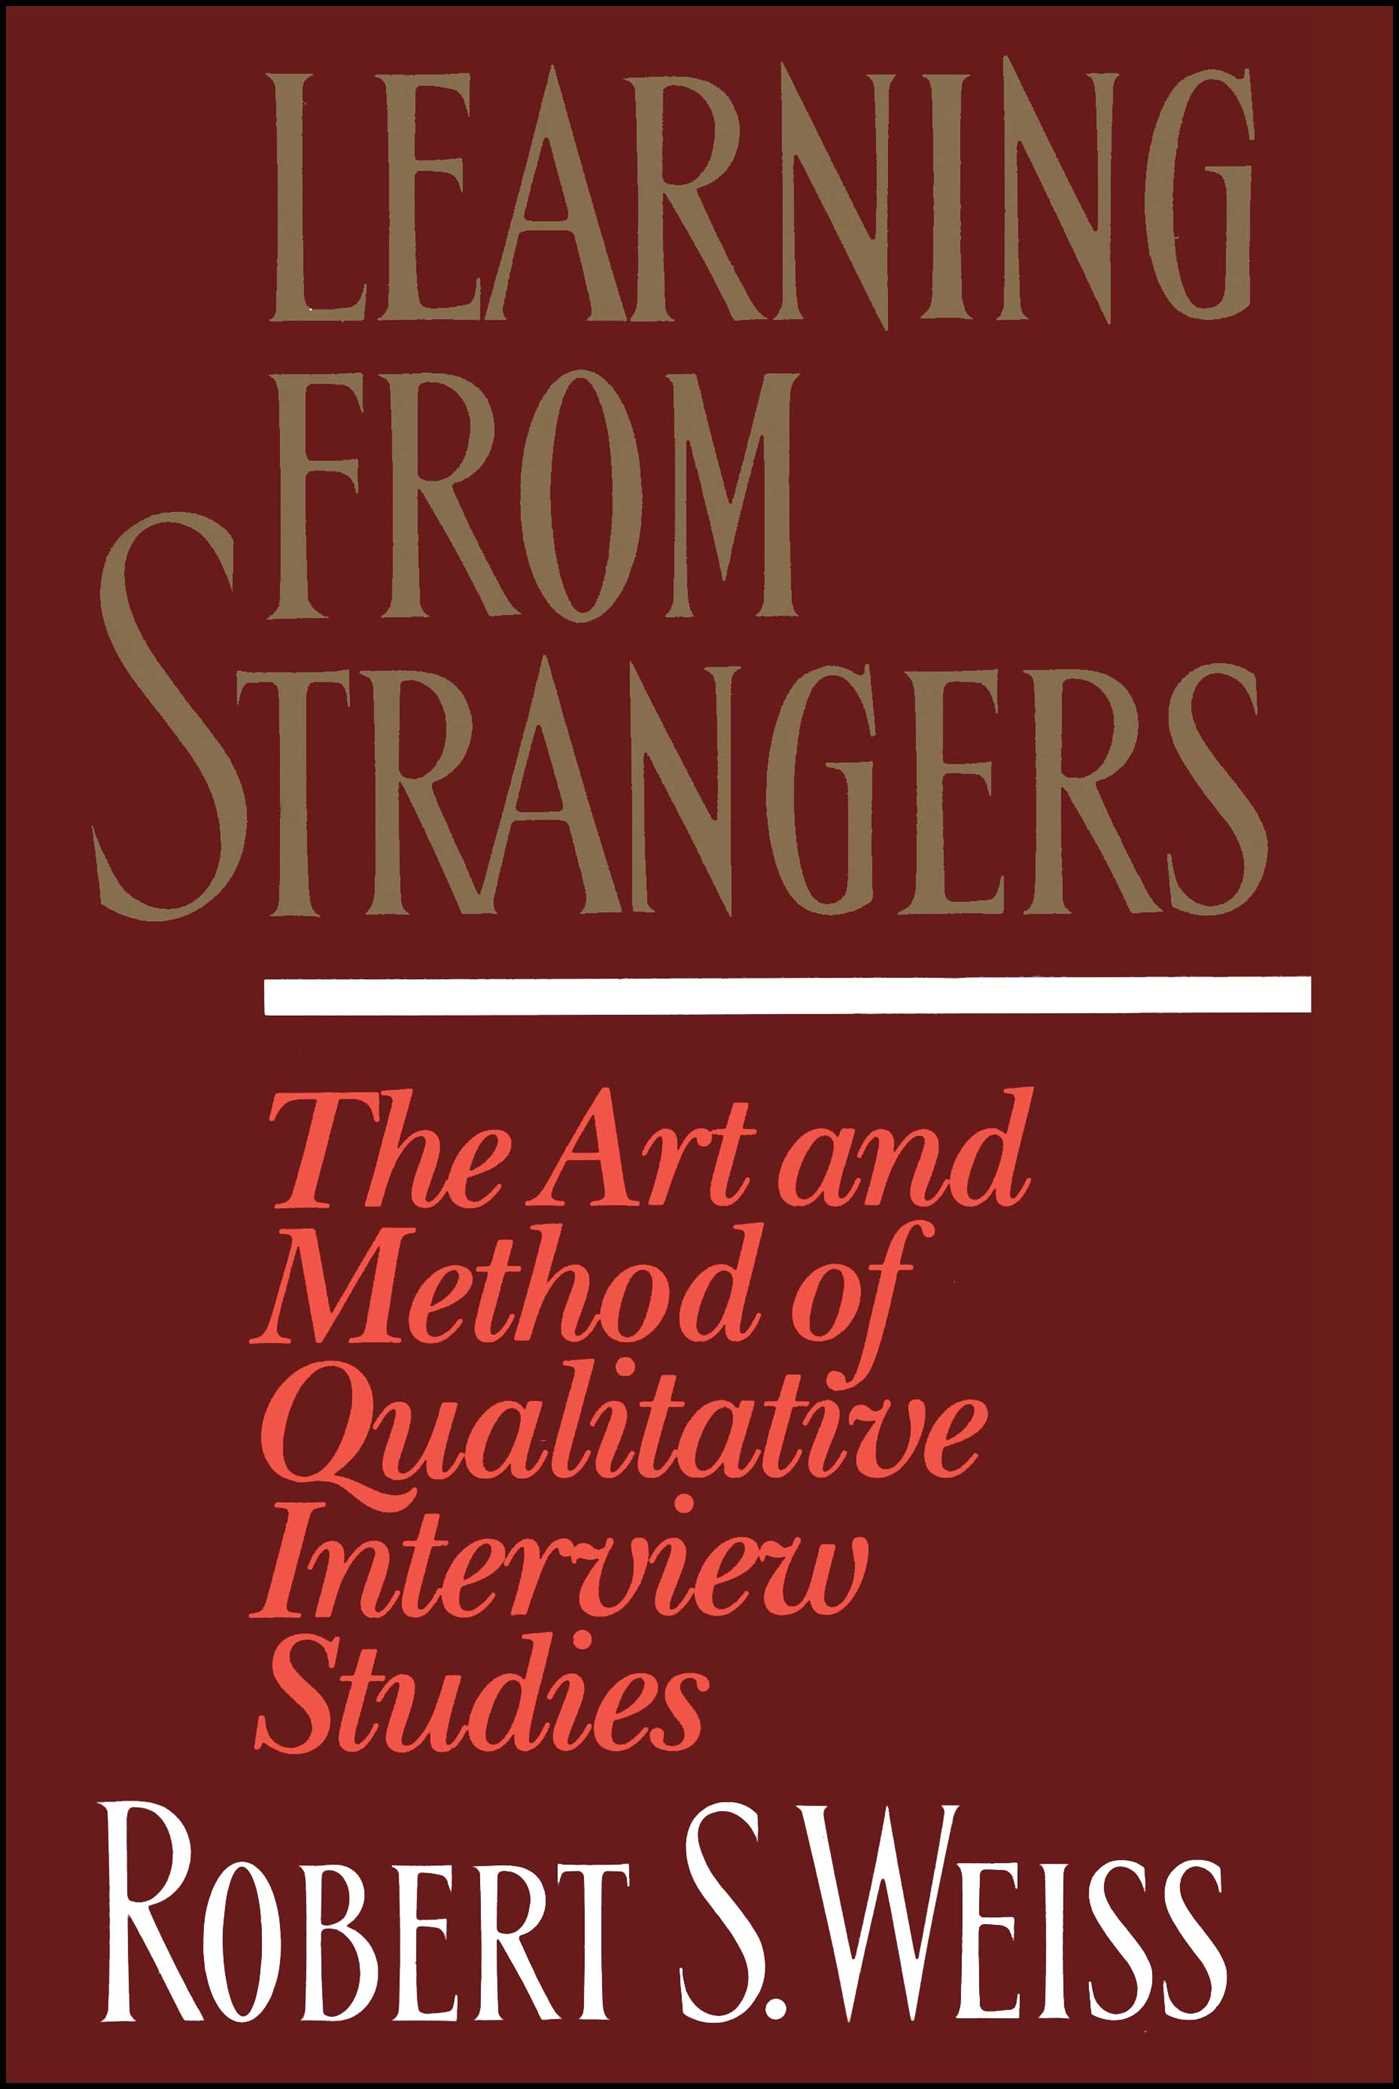 LEARNING
FROM
STRANGERS
The Art and
Method of
Qualitative
Interview
Studies
ROBERT S. WEISS